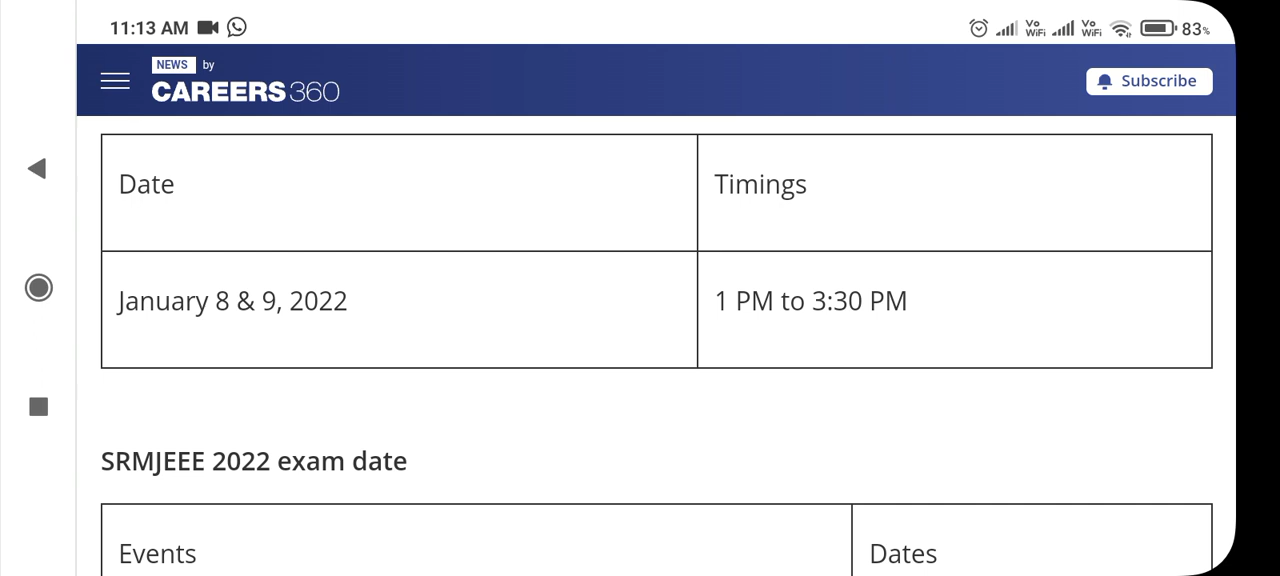 11:13 AM
Vo WiFi Vo WiFi 83%
NEWS by
CAREERS360
Subscribe
Date Timings
January 8 & 9, 2022 1 PM to 3:30 PM
SRMJEEE 2022 exam date
Events Dates